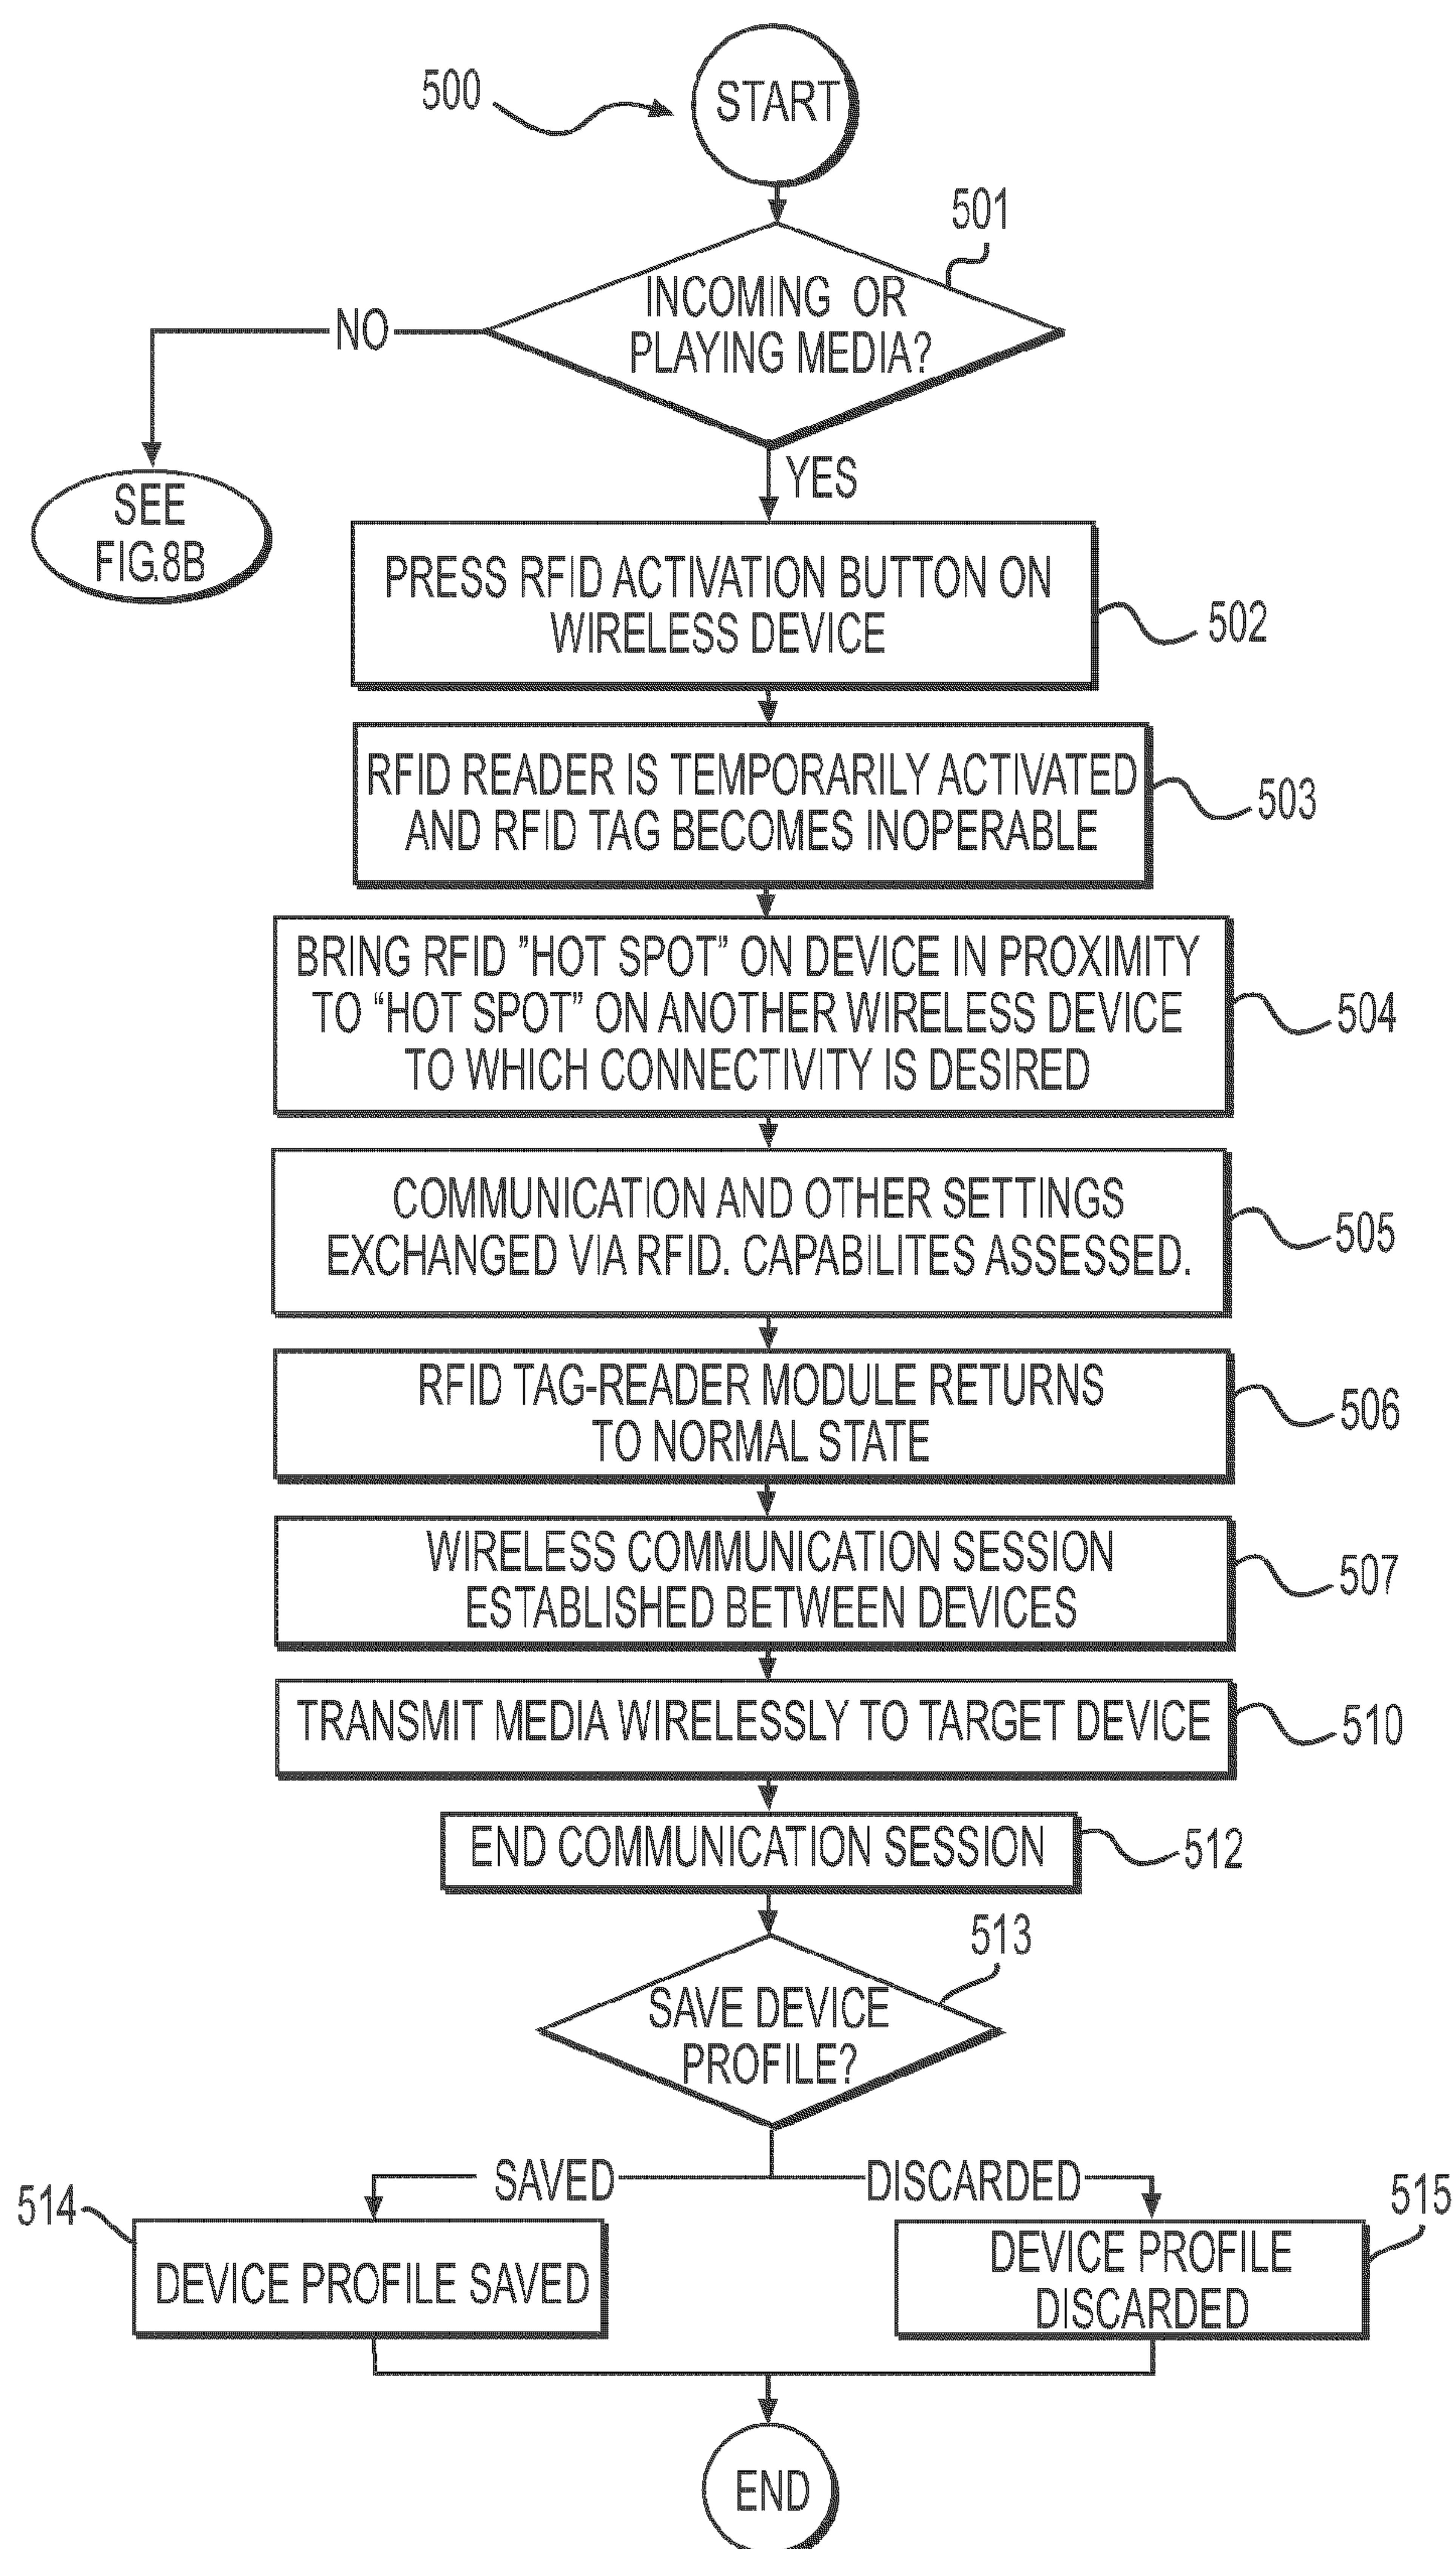 500
START
501
INCOMING OR
PLAYING MEDIA?
NO
YES
SEE
FIG.8B
PRESS RFID ACTIVATION BUTTON ON
WIRELESS DEVICE
502
RFID READER IS TEMPORARILY ACTIVATED
AND RFID TAG BECOMES INOPERABLE
503
BRING RFID ”HOT SPOT” ON DEVICE IN PROXIMITY
TO “HOT SPOT” ON ANOTHER WIRELESS DEVICE
TO WHICH CONNECTIVITY IS DESIRED
504
COMMUNICATION AND OTHER SETTINGS
EXCHANGED VIA RFID. CAPABILITES ASSESSED.
505
RFID TAG-READER MODULE RETURNS
TO NORMAL STATE
506
WIRELESS COMMUNICATION SESSION
ESTABLISHED BETWEEN DEVICES
507
TRANSMIT MEDIA WIRELESSLY TO TARGET DEVICE
510
END COMMUNICATION SESSION
512
513
SAVE DEVICE
PROFILE?
SAVED
DISCARDED
514
DEVICE PROFILE SAVED
515
DEVICE PROFILE
DISCARDED
END